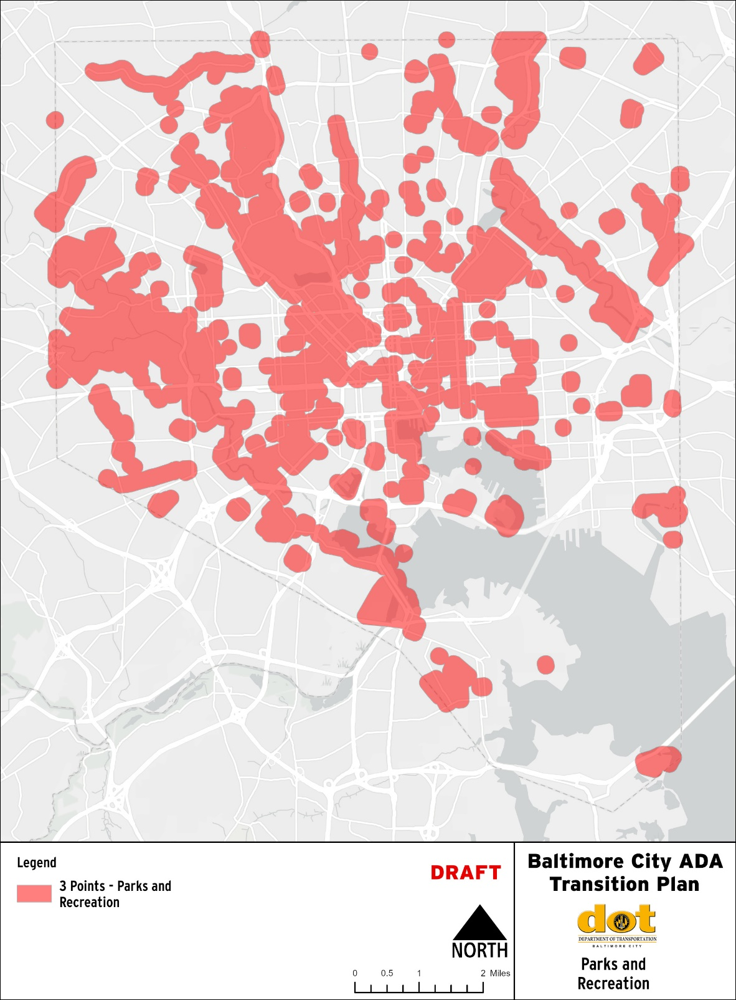 Legend
3 Points - Parks and
Recreation
DRAFT
NORTH
0 0.5 1 2 Miles
Baltimore City ADA
Transition Plan
dot
DEPARTMENT OF TRANSPORTATION
BALTIMORE CITY
Parks and
Recreation